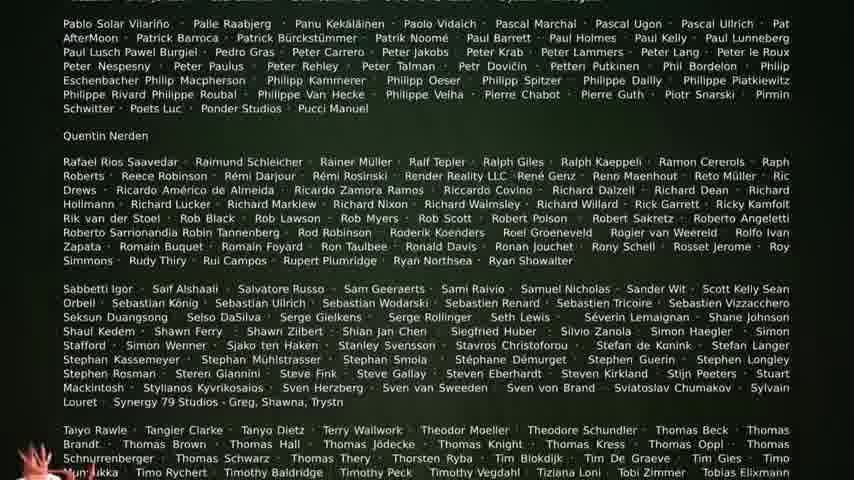 Pablo Solar Vilariño · Palle Raabjerg · Panu Kekäläinen · Paolo Vidaich · Pascal Marchal · Pascal Ugon · Pascal Ullrich · Pat
AfterMoon · Patrick Barroca · Patrick Bürckstümmer · Patrik Noomé · Paul Barrett · Paul Holmes · Paul Kelly · Paul Lunneberg
Paul Lusch Pawel Burgiel · Pedro Gras · Peter Carrero · Peter Jakobs · Peter Krab · Peter Lammers · Peter Lang · Peter le Roux
Peter Nespesny · Peter Paulus · Peter Rehley · Peter Talman · Petr Dovičin · Petteri Putkinen · Phil Bordelon · Philip
Eschenbacher Philip Macpherson · Philipp Kammerer · Philipp Oeser · Philipp Spitzer · Philippe Dailly · Philippe Piatkiewitz
Philippe Rivard Philippe Roubal · Philippe Van Hecke · Philippe Velha · Pierre Chabot · Pierre Guth · Piotr Snarski · Pirmin
Schwitter · Poets Luc · Ponder Studios · Pucci Manuel
Quentin Nerden
Rafael Rios Saavedar · Raimund Schleicher · Rainer Müller · Ralf Tepler · Ralph Giles · Ralph Kaeppeli · Ramon Cererols · Raph
Roberts · Reece Robinson · Rémi Darjour · Rémi Rosinski · Render Reality LLC · René Genz · Reno Maenhout · Reto Müller · Ric
Drews · Ricardo Américo de Almeida · Ricardo Zamora Ramos · Riccardo Covino · Richard Dalzell · Richard Dean · Richard
Hollmann · Richard Lucker · Richard Marklew · Richard Nixon · Richard Walmsley · Richard Willard · Rick Garrett · Ricky Kamfolt
Rik van der Stoel · Rob Black · Rob Lawson · Rob Myers · Rob Scott · Robert Polson · Robert Sakretz · Roberto Angeletti
Roberto Sarrionandia Robin Tannenberg · Rod Robinson · Roderik Koenders · Roel Groeneveld · Rogier van Weereld · Rolfo Ivan
Zapata · Romain Buquet · Romain Foyard · Ron Taulbee · Ronald Davis · Ronan Jouchet · Rony Schell · Rosset Jerome · Roy
Simmons · Rudy Thiry · Rui Campos · Rupert Plumridge · Ryan Northsea · Ryan Showalter
Sabbetti Igor · Saif Alshaali · Salvatore Russo · Sam Geeraerts · Sami Raivio · Samuel Nicholas · Sander Wit · Scott Kelly Sean
Orbell · Sebastian König · Sebastian Ullrich · Sebastian Wodarski · Sebastien Renard · Sebastien Tricoire · Sebastien Vizzacchero
Seksun Duangsong · Selso DaSilva · Serge Gielkens · Serge Rollinger · Seth Lewis · Séverin Lemaignan · Shane Johnson
Shaul Kedem · Shawn Ferry · Shawn Zilbert · Shian Jan Chen · Siegfried Huber · Silvio Zanola · Simon Haegler · Simon
Stafford · Simon Wenner · Sjako ten Haken · Stanley Svensson · Stavros Christoforou · Stefan de Konink · Stefan Langer
Stephan Kassemeyer · Stephan Mühlstrasser · Stephan Smoia · Stéphane Démurget · Stephen Guerin · Stephen Longley
Stephen Rosman · Steren Giannini · Steve Fink · Steve Gallay · Steven Eberhardt · Steven Kirkland · Stijn Peeters · Stuart
Mackintosh · Stylianos Kyvrikosaios · Sven Herzberg · Sven van Sweeden · Sven von Brand · Sviatoslav Chumakov · Sylvain
Louret · Synergy 79 Studios - Greg, Shawna, Trystn
Taiyo Rawle · Tangier Clarke · Tanyo Dietz · Terry Wallwork · Theodor Moeller · Theodore Schundler · Thomas Beck · Thomas
Brandt · Thomas Brown · Thomas Hall · Thomas Jödecke · Thomas Knight · Thomas Kress · Thomas Oppl · Thomas
Schnurrenberger · Thomas Schwarz · Thomas Thery · Thorsten Ryba · Tim Blokdijk · Tim De Graeve · Tim Gies · Timo
Timo Rychert · Timothy Baldridge · Timothy Peck · Timothy Vegdahl · Tiziana Loni · Tobi Zimmer · Tobias Elixmann